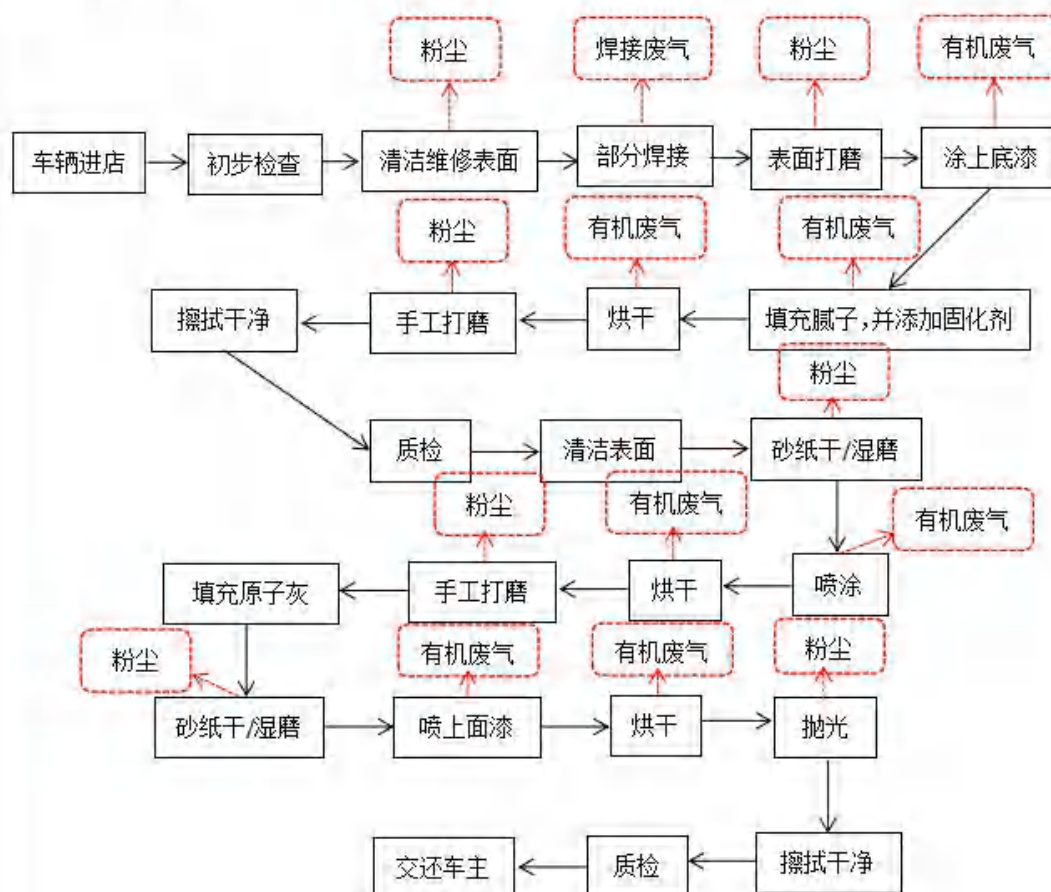 粉尘
焊接废气
粉尘
有机废气
车辆进店
初步检查
清洁维修表面
部分焊接
表面打磨
涂上底漆
粉尘
有机废气
有机废气
擦拭干净
手工打磨
烘干
填充腻子,并添加固化剂
粉尘
质检
清洁表面
砂纸干/湿磨
粉尘
有机废气
有机废气
填充原子灰
手工打磨
烘干
喷涂
粉尘
有机废气
有机废气
粉尘
砂纸干/湿磨
喷上面漆
烘干
抛光
交还车主
质检
擦拭干净